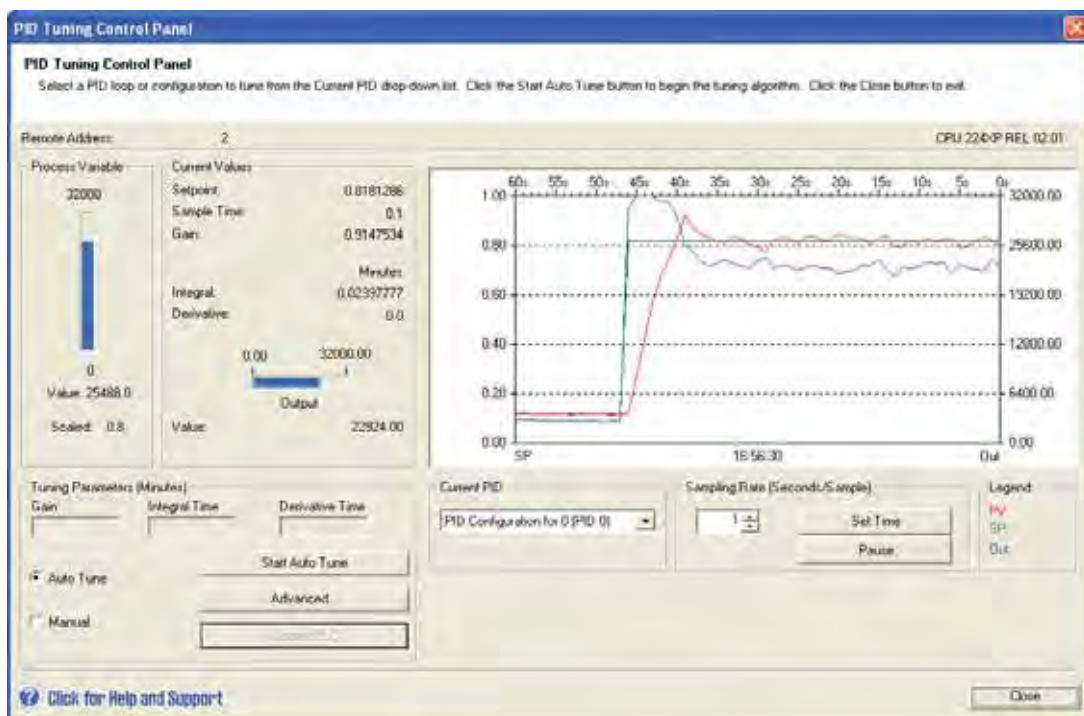 PID Tuning Control Panel
PID Tuning Control Panel
Select a PID loop or configuration to tune from the Current PID drop-down list. Click the Start Auto Tune button to begin the tuning algorithm. Click the Close button to exit.
Remote Address: 2 CPU 224XP REL 02.01
Process Variable
32000
0
Value: 25488.0
Scaled: 0.8
Current Values
Setpoint: 0.8181286
Sample Time: 0.1
Gain: 0.9147534
Minutes
Integral: 0.02397777
Derivative: 0.0
0.00 32000.00
Output
Value: 22924.00
60s 55s 50s 45s 40s 35s 30s 25s 20s 15s 10s 5s 0s
1.00 32000.00
0.80 25600.00
0.60 19200.00
0.40 12800.00
0.20 6400.00
0.00 0.00
SP 16:56:30 Out
Tuning Parameters (Minutes)
Gain Integral Time Derivative Time
Auto Tune
Manual
Start Auto Tune
Advanced
Current PID
PID Configuration for 0 (PID 0)
Sampling Rate (Seconds/Sample)
1
Set Time
Pause
Legend
PV
SP
Out
Click for Help and Support
Close